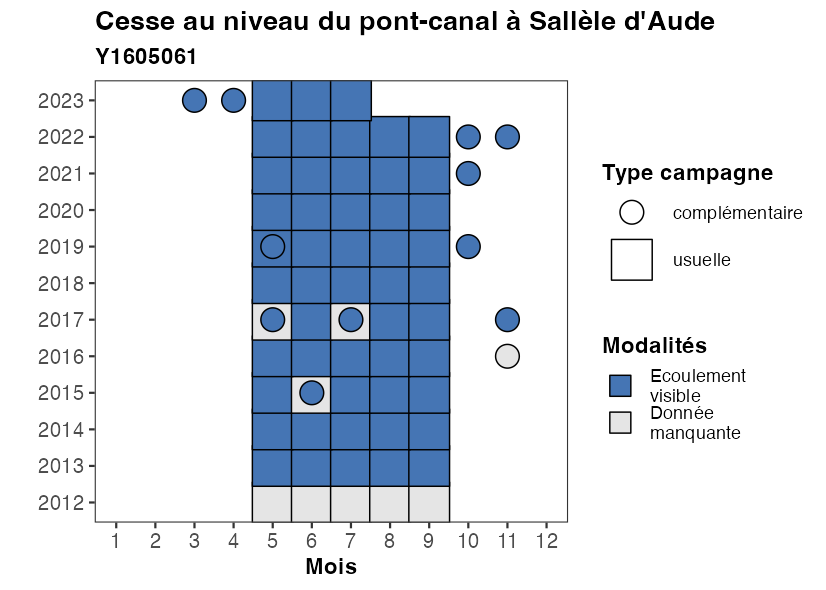 Cesse au niveau du pont-canal à Sallèle d'Aude
Y1605061
2023
2022
2021
2020
2019
2018
2017
2016
2015
2014
2013
2012
1 2 3 4 5 6 7 8 9 10 11 12
Mois
Type campagne
complémentaire
usuelle
Modalités
Ecoulement
visible
Donnée
manquante